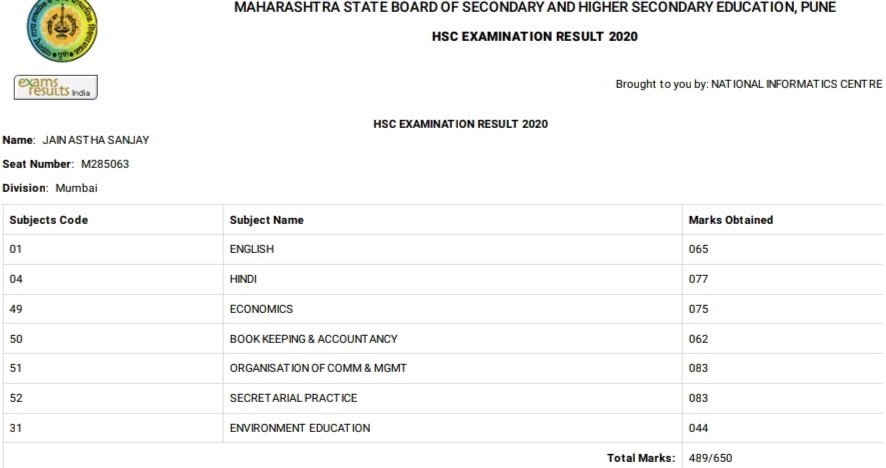 MAHARASHTRA STATE BOARD OF SECONDARY AND HIGHER SECONDARY EDUCATION, PUNE
HSC EXAMINATION RESULT 2020
exams
results India
Brought to you by: NATIONAL INFORMATICS CENTRE
HSC EXAMINATION RESULT 2020
Name: JAIN ASTHA SANJAY
Seat Number: M285063
Division: Mumbai
Subjects Code Subject Name Marks Obtained
01 ENGLISH 065
04 HINDI 077
49 ECONOMICS 075
50 BOOK KEEPING & ACCOUNTANCY 062
51 ORGANISATION OF COMM & MGMT 083
52 SECRETARIAL PRACTICE 083
31 ENVIRONMENT EDUCATION 044
Total Marks: 489/650